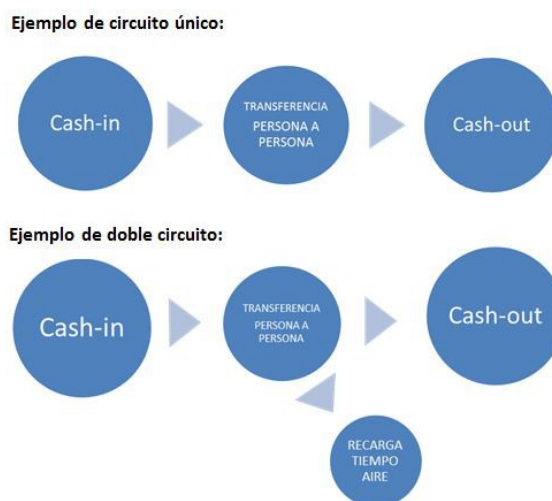 Ejemplo de circuito único:
Cash-in
TRANSFERENCIA
PERSONA A
PERSONA
Cash-out
Ejemplo de doble circuito:
Cash-in
TRANSFERENCIA
PERSONA A
PERSONA
Cash-out
RECARGA
TIEMPO
AIRE